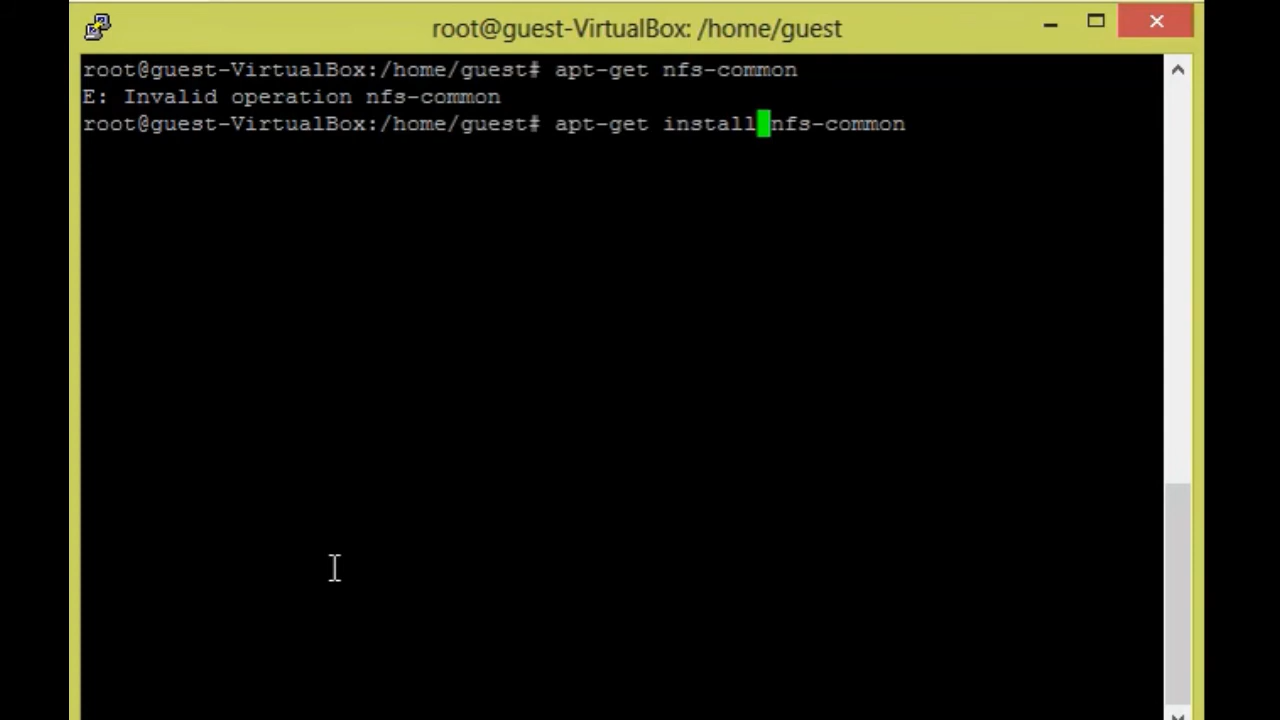 root@guest-VirtualBox: /home/guest
root@guest-VirtualBox:/home/guest# apt-get nfs-common
E: Invalid operation nfs-common
root@guest-VirtualBox:/home/guest# apt-get install nfs-common